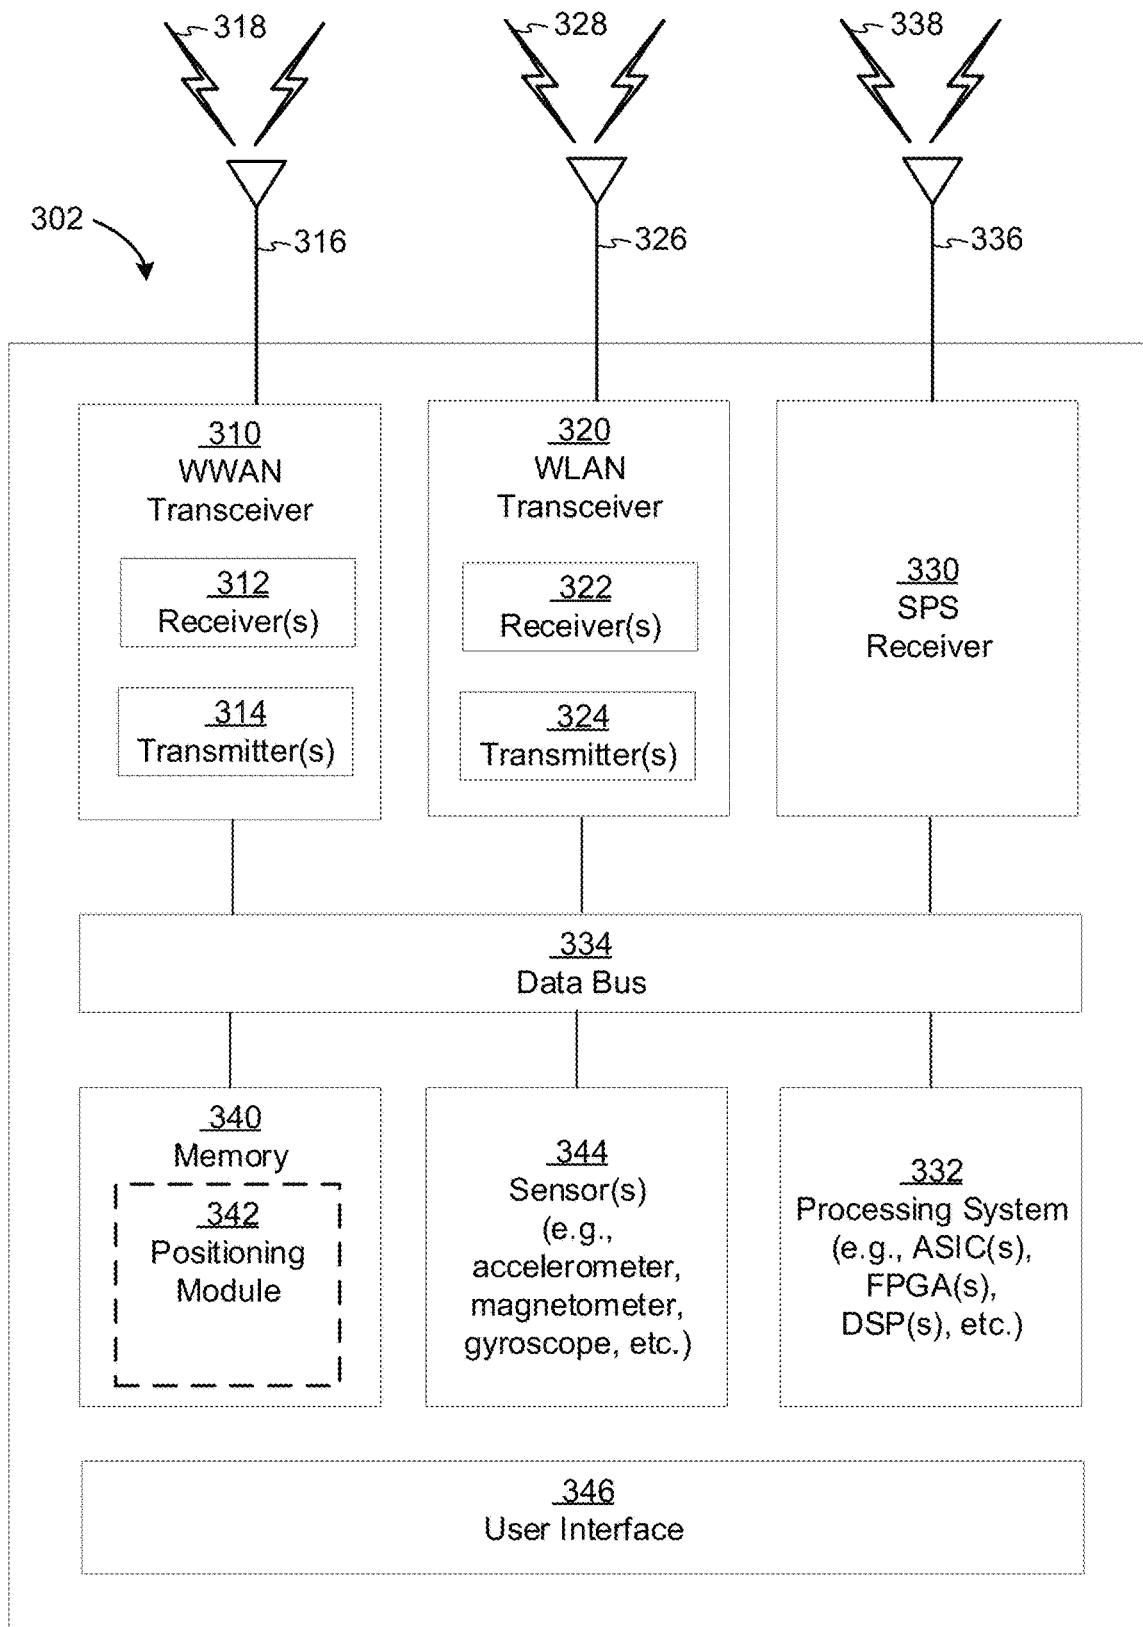 318
328
338
302
316
326
336
310
WWAN
Transceiver
312
Receiver(s)
314
Transmitter(s)
320
WLAN
Transceiver
322
Receiver(s)
324
Transmitter(s)
330
SPS
Receiver
334
Data Bus
340
Memory
342
Positioning
Module
344
Sensor(s)
(e.g.,
accelerometer,
magnetometer,
gyroscope, etc.)
332
Processing System
(e.g., ASIC(s),
FPGA(s),
DSP(s), etc.)
346
User Interface